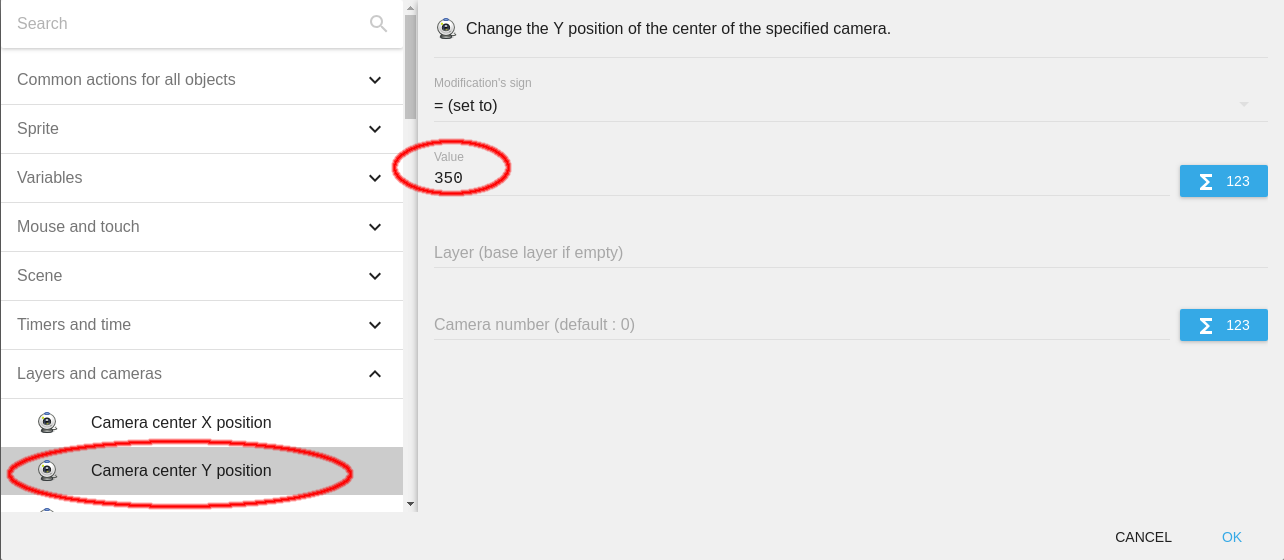 Search
Common actions for all objects
Sprite
Variables
Mouse and touch
Scene
Timers and time
Layers and cameras
Camera center X position
Camera center Y position
Change the Y position of the center of the specified camera.
Modification's sign
= (set to)
Value
350
Σ 123
Layer (base layer if empty)
Camera number (default : 0)
Σ 123
CANCEL
OK